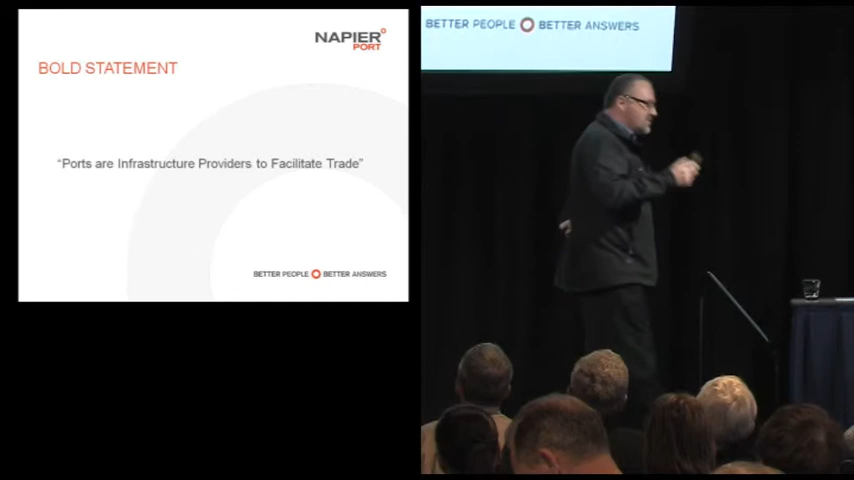 NAPIER
PORT
BOLD STATEMENT
“Ports are Infrastructure Providers to Facilitate Trade”
BETTER PEOPLE BETTER ANSWERS
BETTER PEOPLE BETTER ANSWERS